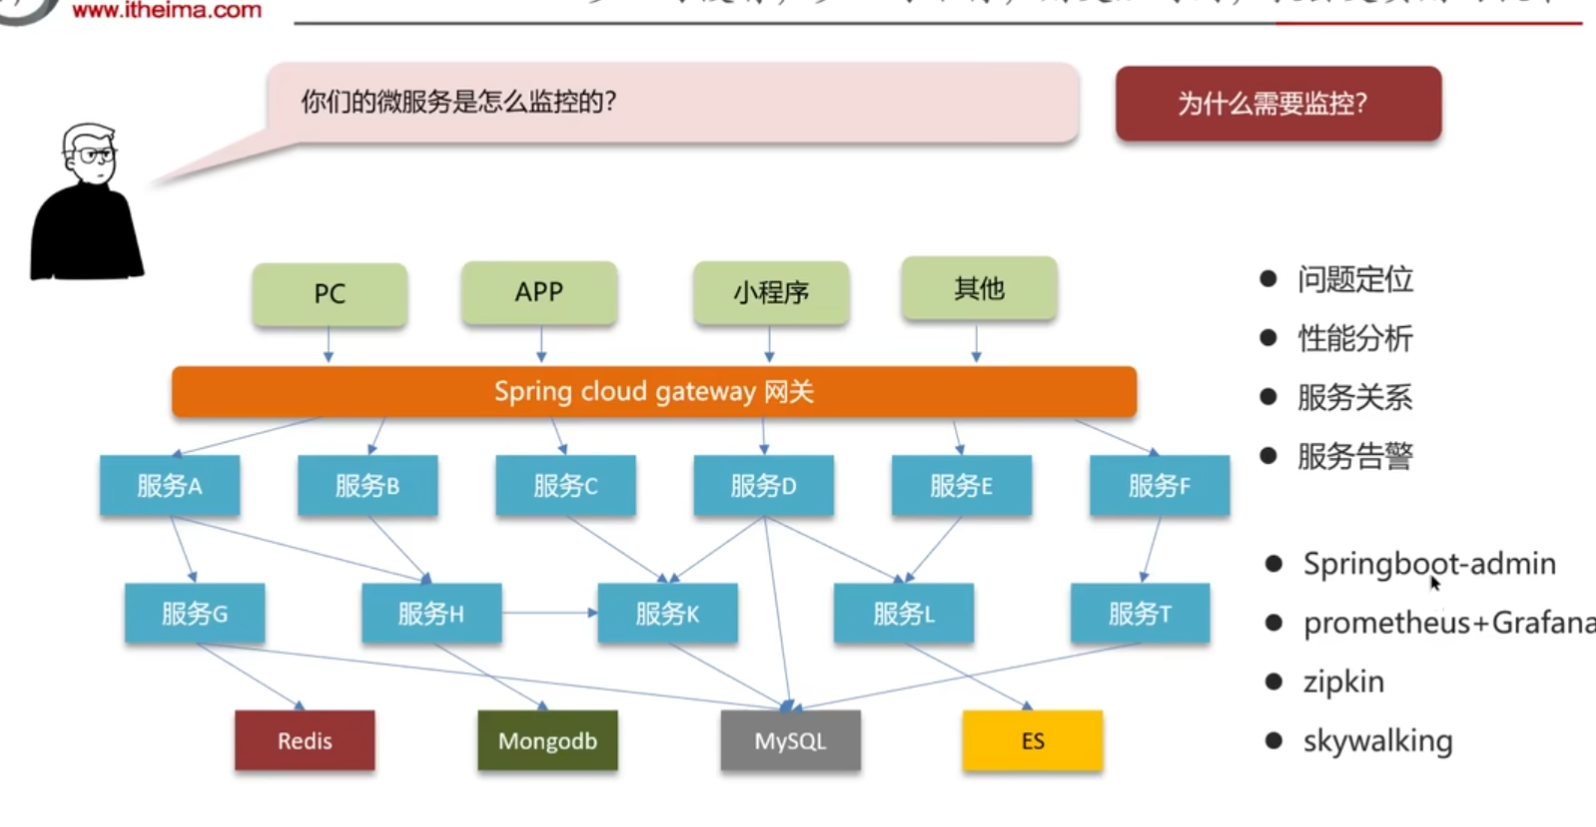 www.itheima.com
你们的微服务是怎么监控的？
为什么需要监控？
PC
APP
小程序
其他
Spring cloud gateway 网关
服务A
服务B
服务C
服务D
服务E
服务F
服务G
服务H
服务K
服务L
服务T
Redis
Mongodb
MySQL
ES
问题定位
性能分析
服务关系
服务告警
Springboot-admin
prometheus+Grafana
zipkin
skywalking